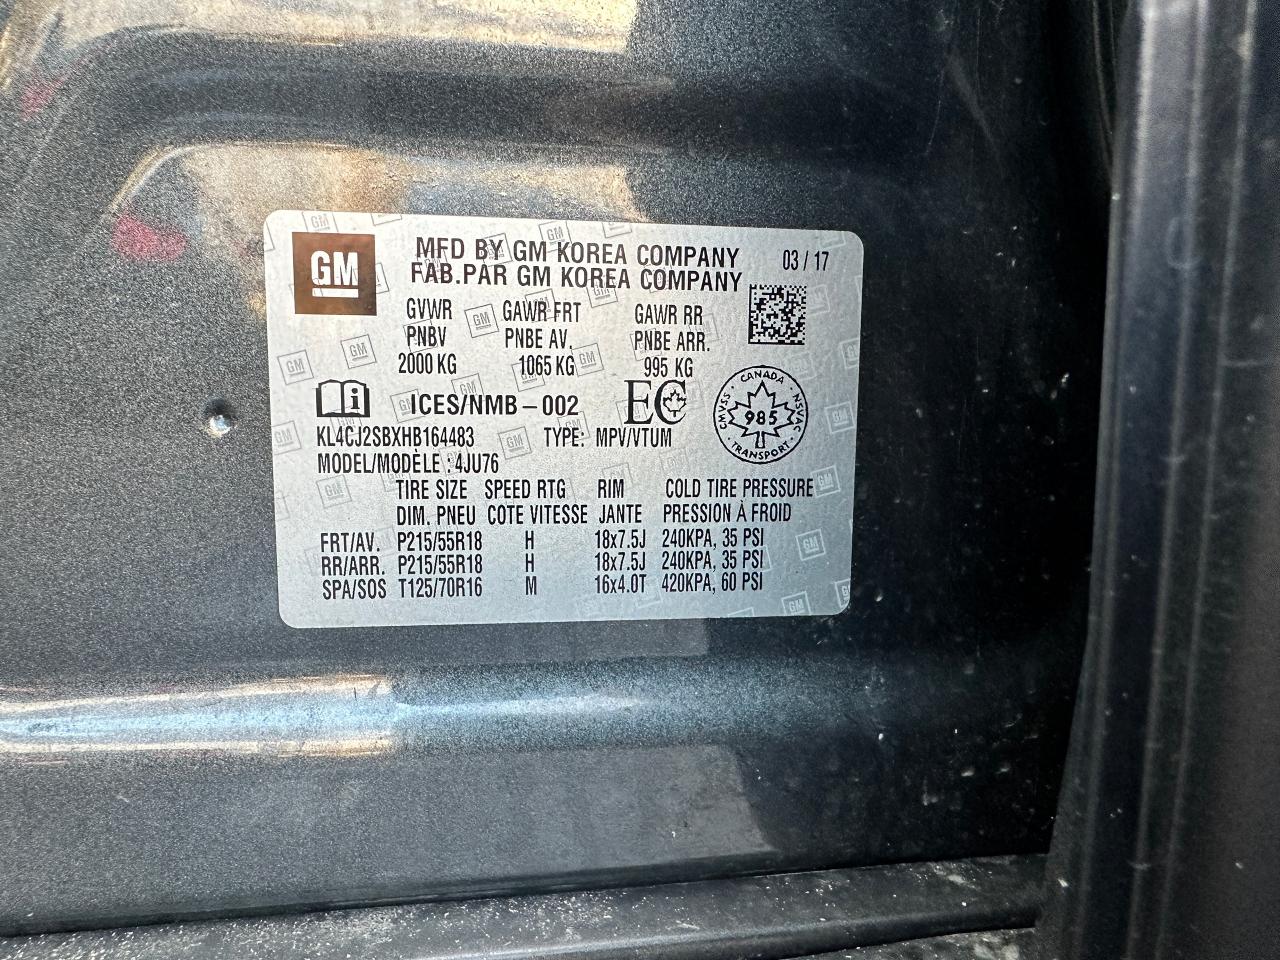 GM
MFD BY GM KOREA COMPANY 03 / 17
FAB.PAR GM KOREA COMPANY
GVWR GAWR FRT GAWR RR
PNBV PNBE AV. PNBE ARR.
2000 KG 1065 KG 995 KG
ICES/NMB-002 EC
CANADA CMVSS NSVAC 985 TRANSPORT
KL4CJ2SBXHB164483 TYPE: MPV/VTUM
MODEL/MODÈLE : 4JU76
TIRE SIZE SPEED RTG RIM COLD TIRE PRESSURE
DIM. PNEU COTE VITESSE JANTE PRESSION À FROID
FRT/AV. P215/55R18 H 18x7.5J 240KPA, 35 PSI
RR/ARR. P215/55R18 H 18x7.5J 240KPA, 35 PSI
SPA/SOS T125/70R16 M 16x4.0T 420KPA, 60 PSI